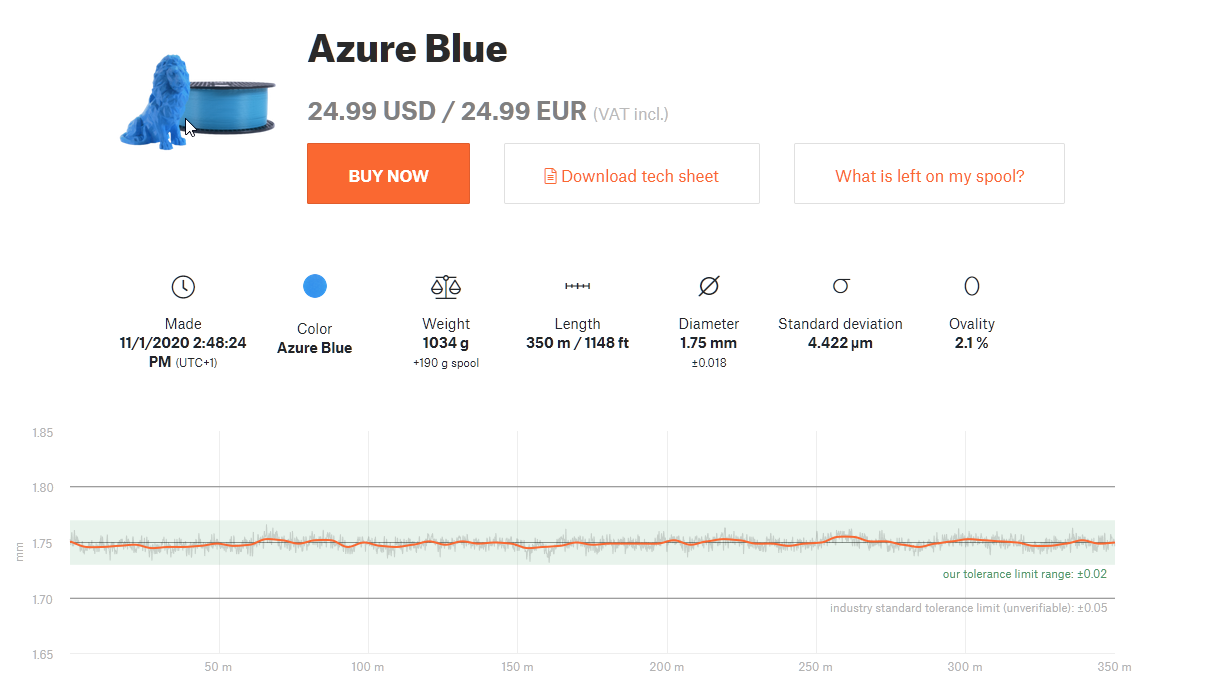 Azure Blue
24.99 USD / 24.99 EUR (VAT incl.)
BUY NOW
Download tech sheet
What is left on my spool?
Made
11/1/2020 2:48:24
PM (UTC+1)
Color
Azure Blue
Weight
1034 g
+190 g spool
Length
350 m / 1148 ft
Diameter
1.75 mm
±0.018
Standard deviation
4.422 µm
Ovality
2.1 %
1.85
1.80
1.75
mm
our tolerance limit range: ±0.02
1.70
industry standard tolerance limit (unverifiable): ±0.05
1.65
50 m
100 m
150 m
200 m
250 m
300 m
350 m